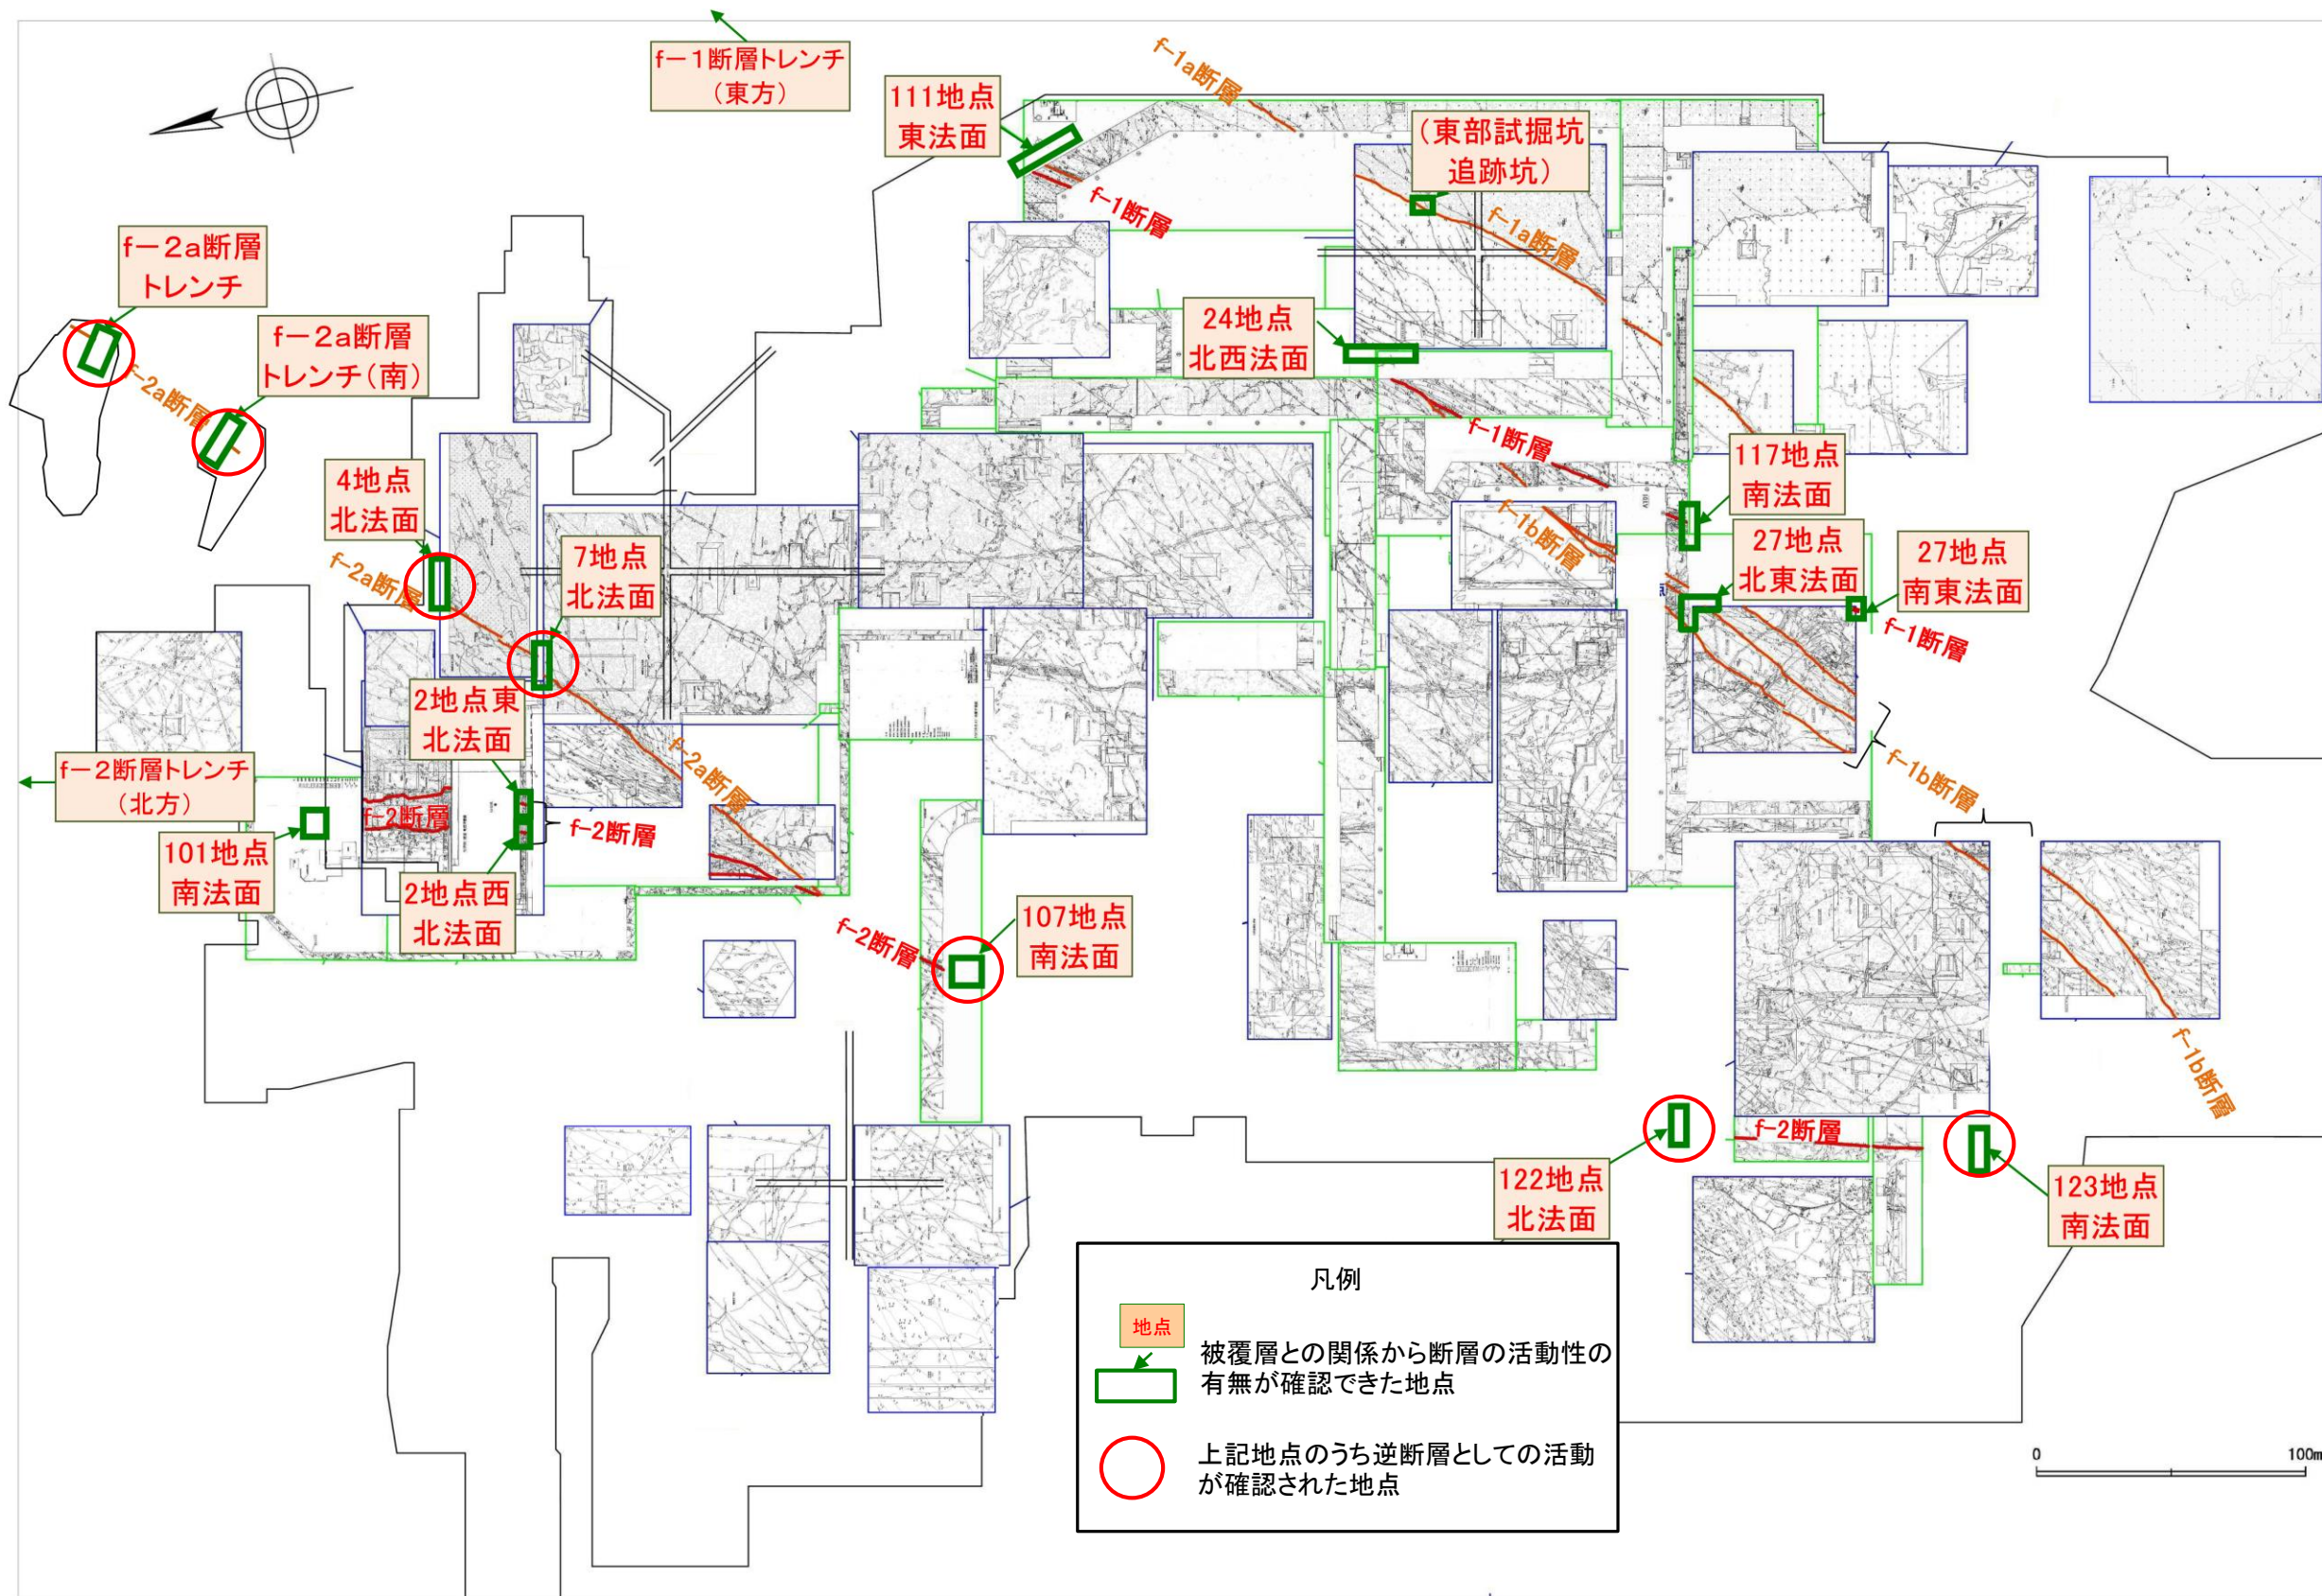 f－1断層トレンチ
（東方）
111地点
東法面
f-1a断層
（東部試掘坑
追跡坑）
f-1断層
f-1a断層
f－2a断層
トレンチ
f－2a断層
トレンチ（南）
f-2a断層
24地点
北西法面
f-1断層
4地点
北法面
117地点
南法面
f-2a断層
7地点
北法面
f-1b断層
27地点
北東法面
27地点
南東法面
f-1断層
2地点東
北法面
f-2a断層
f－2断層トレンチ
（北方）
f-2断層
f-2断層
f-1b断層
101地点
南法面
2地点西
北法面
f-2断層
107地点
南法面
f-1b断層
f-2断層
122地点
北法面
123地点
南法面
凡例
地点
被覆層との関係から断層の活動性の
有無が確認できた地点
上記地点のうち逆断層としての活動
が確認された地点
0 100m